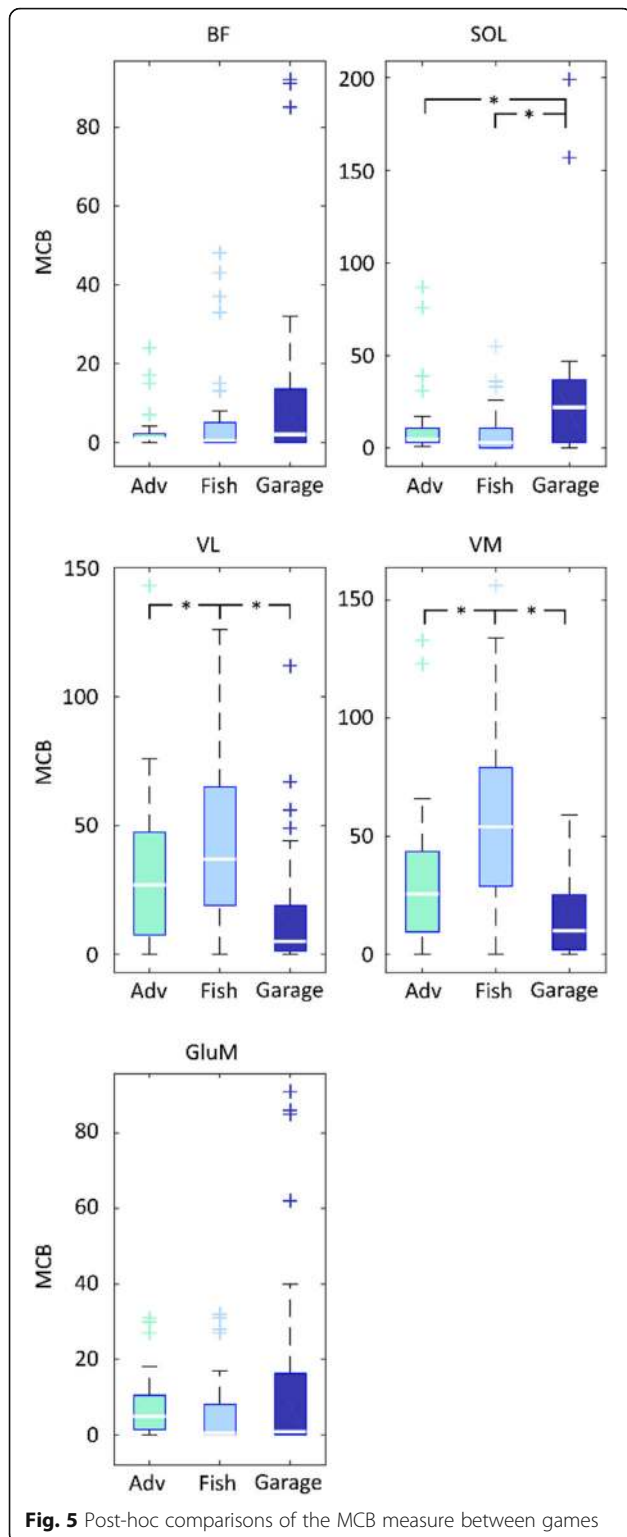 BF
SOL
MCB
80
60
40
20
0
200
150
100
50
0
* 
*
Adv Fish Garage
Adv Fish Garage
VL
VM
MCB
150
100
50
0
150
100
50
0
* *
* *
Adv Fish Garage
Adv Fish Garage
GluM
MCB
80
60
40
20
0
Adv Fish Garage
Fig. 5 Post-hoc comparisons of the MCB measure between games